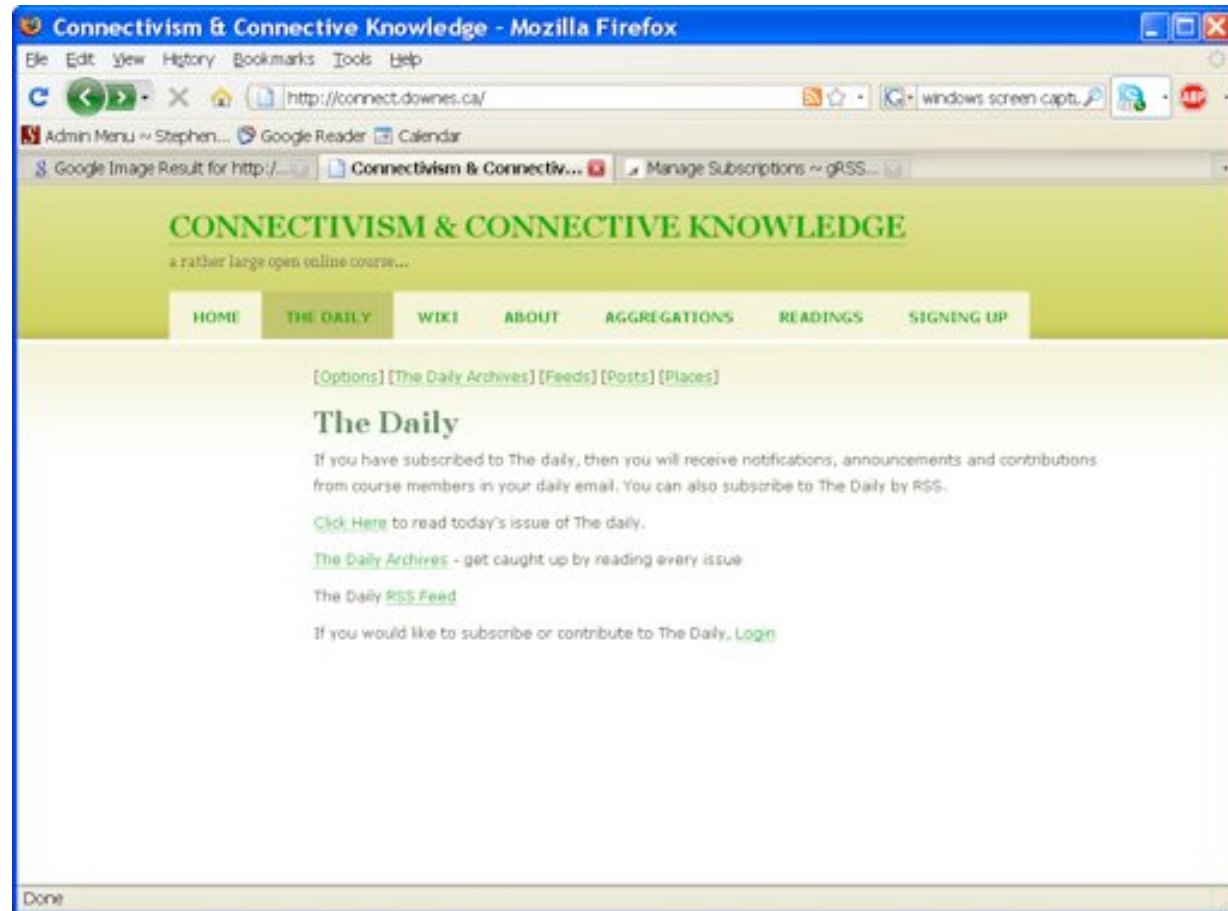 Connectivism & Connective Knowledge - Mozilla Firefox
File Edit View History Bookmarks Tools Help
http://connect.downes.ca/ G windows screen captu ABP
Admin Menu ~ Stephen... Google Reader Calendar
Google Image Result for http:/... Connectivism & Connectiv... Manage Subscriptions ~ gRSS...
CONNECTIVISM & CONNECTIVE KNOWLEDGE
a rather large open online course...
HOME THE DAILY WIKI ABOUT AGGREGATIONS READINGS SIGNING UP
[Options] [The Daily Archives] [Feeds] [Posts] [Places]
The Daily
If you have subscribed to The daily, then you will receive notifications, announcements and contributions
from course members in your daily email. You can also subscribe to The Daily by RSS.
Click Here to read today's issue of The daily.
The Daily Archives - get caught up by reading every issue
The Daily RSS Feed
If you would like to subscribe or contribute to The Daily, Login
Done